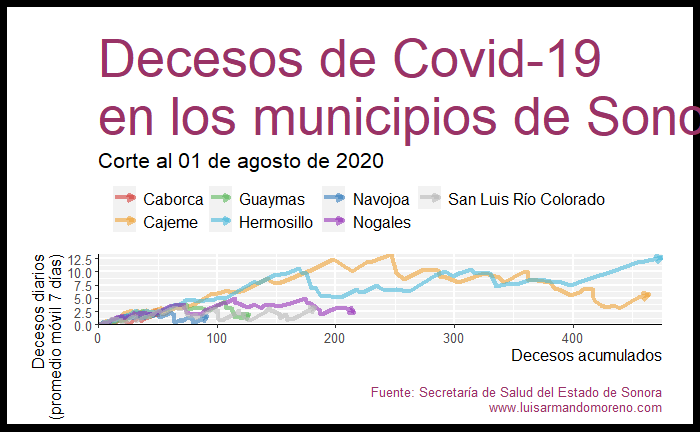 Decesos de Covid-19
en los municipios de Sono
Corte al 01 de agosto de 2020
Caborca Guaymas Navojoa San Luis Río Colorado
Cajeme Hermosillo Nogales
Decesos diarios
(promedio móvil 7 días)
12.5
10.0
7.5
5.0
2.5
0.0
0 100 200 300 400
Decesos acumulados
Fuente: Secretaría de Salud del Estado de Sonora
www.luisarmandomoreno.com